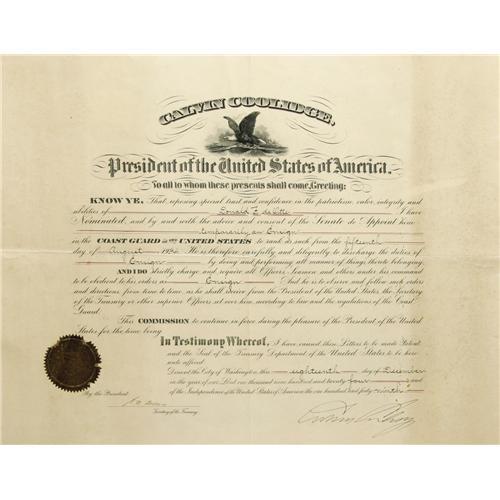 CALVIN COOLIDGE,
President of the United States of America.
To all to whom these presents shall come, Greeting:
KNOW YE, That reposing special trust and confidence in the patriotism, valor, integrity and
abilities of Donald I have
Nominated, and by and with the advice and consent of the Senate do Appoint him
temporarily an Ensign
in the COAST GUARD of the UNITED STATES to rank as such from the fifteenth
day of August 1924. He is therefore carefully and diligently to discharge the duties of
Ensign by doing and performing all manner of things thereto belonging,
AND I DO strictly charge and require all Officers, Seamen and others under his command
to be obedient to his orders as Ensign And he is to observe and follow such orders
and directions, from time to time, as he shall receive from the President of the United States, the Secretary
of the Treasury or other superior Officers set over him, according to law and the regulations of the Coast
Guard.
This COMMISSION to continue in force during the pleasure of the President of the United
States for the time being.
In Testimony Whereof, I have caused these Letters to be made Patent
and the Seal of the Treasury Department of the United States to be here
unto affixed.
Done at the City of Washington this eighteenth day of December
in the year of our Lord one thousand nine hundred and twenty four and
of the Independence of the United States of America the one hundred and forty ninth
By the President
Secretary of the Treasury